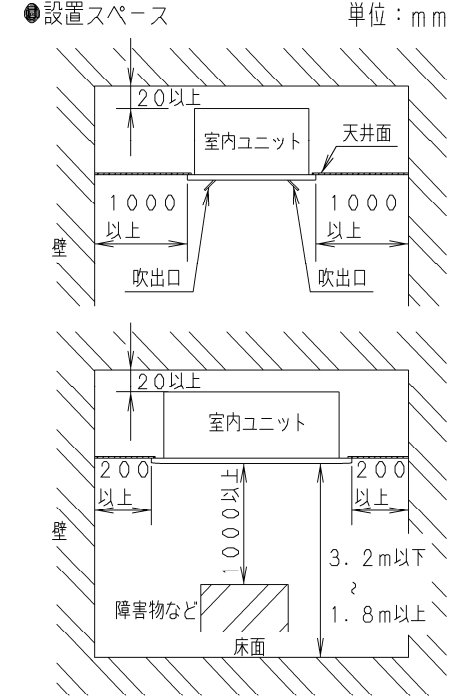 ●設置スペース 単位：mm
20以上
室内ユニット
天井面
1000
以上
1000
以上
壁
吹出口
吹出口
20以上
室内ユニット
200
以上
1000以上
200
以上
壁
3.2m以下
～
1.8m以上
障害物など
床面